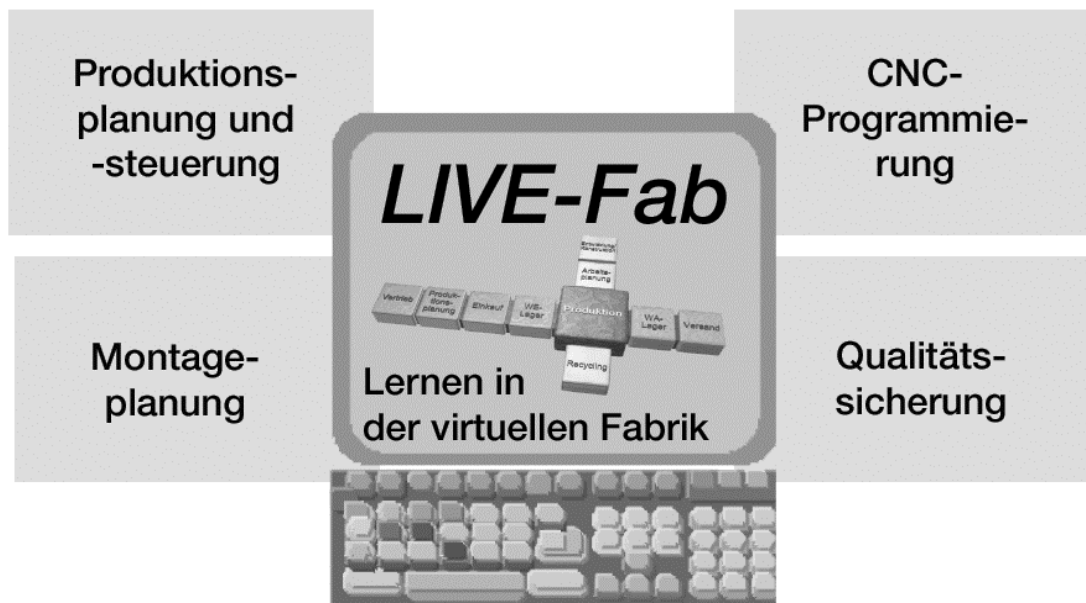 Produktions-
planung und
-steuerung
CNC-
Programmie-
rung
LIVE-Fab
Arbeits-
planung
Vertrieb
Produk-
tions-
planung
Einkauf
WE-
Lager
Produktion
WA-
Lager
Versand
Recycling
Lernen in
der virtuellen Fabrik
Montage-
planung
Qualitäts-
sicherung